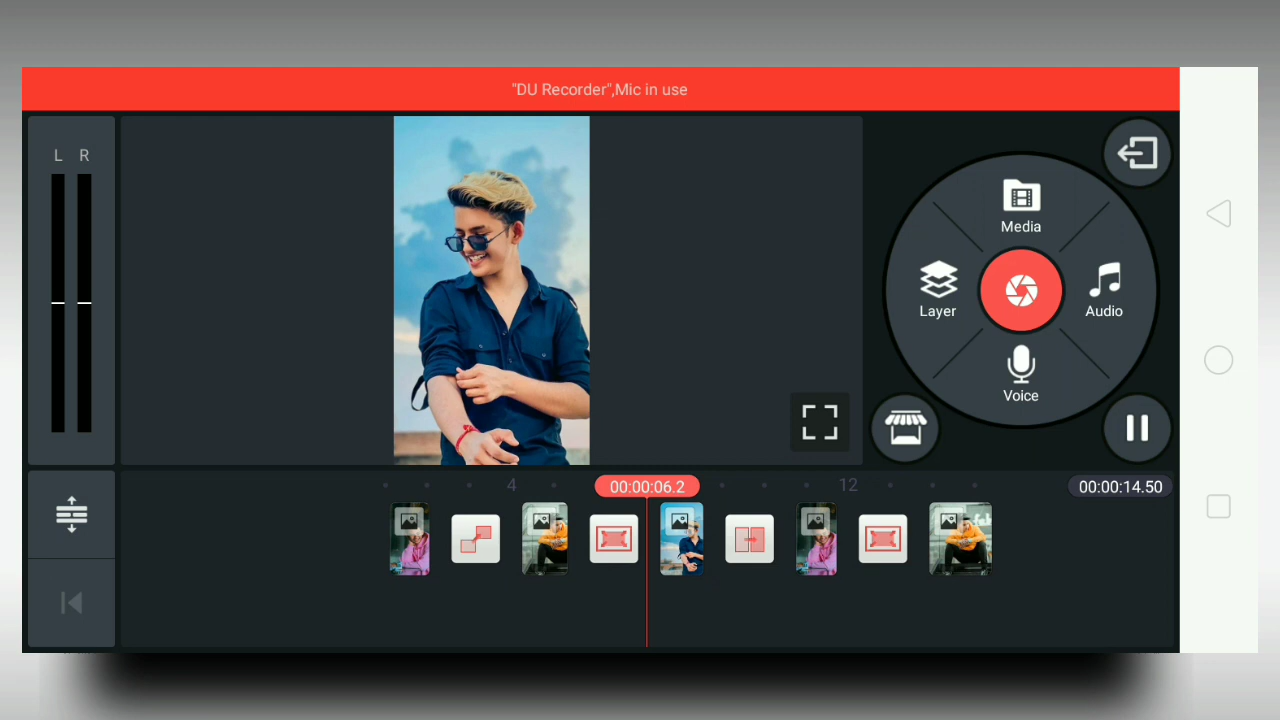 "DU Recorder",Mic in use
L R
Media
Layer
Audio
Voice
4
00:00:06.2
12
00:00:14.50